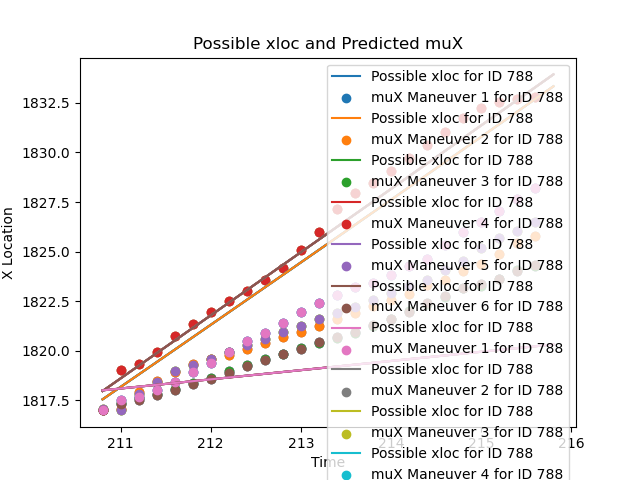 Possible xloc and Predicted muX
X Location
1832.5
1830.0
1827.5
1825.0
1822.5
1820.0
1817.5
Possible xloc for ID 788
muX Maneuver 1 for ID 788
Possible xloc for ID 788
muX Maneuver 2 for ID 788
Possible xloc for ID 788
muX Maneuver 3 for ID 788
Possible xloc for ID 788
muX Maneuver 4 for ID 788
Possible xloc for ID 788
muX Maneuver 5 for ID 788
Possible xloc for ID 788
muX Maneuver 6 for ID 788
Possible xloc for ID 788
muX Maneuver 1 for ID 788
Possible xloc for ID 788
muX Maneuver 2 for ID 788
Possible xloc for ID 788
muX Maneuver 3 for ID 788
Possible xloc for ID 788
muX Maneuver 4 for ID 788
211 212 213 214 215 216
Time